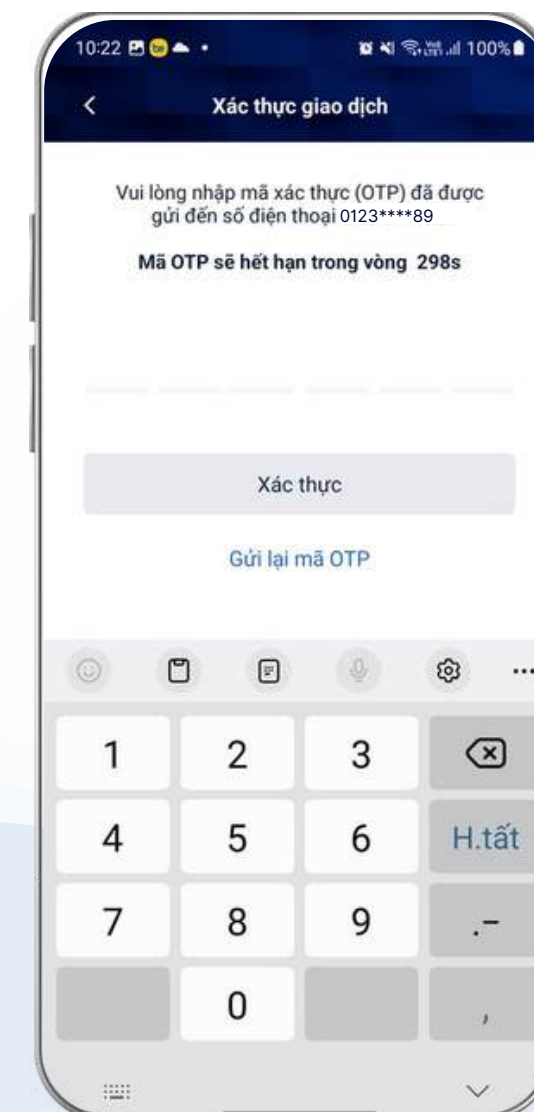 10:22 100%
Xác thực giao dịch
Vui lòng nhập mã xác thực (OTP) đã được
gửi đến số điện thoại 0123****89
Mã OTP sẽ hết hạn trong vòng 298s
Xác thực
Gửi lại mã OTP
1 2 3
4 5 6 H.tất
7 8 9 .–
0 ,